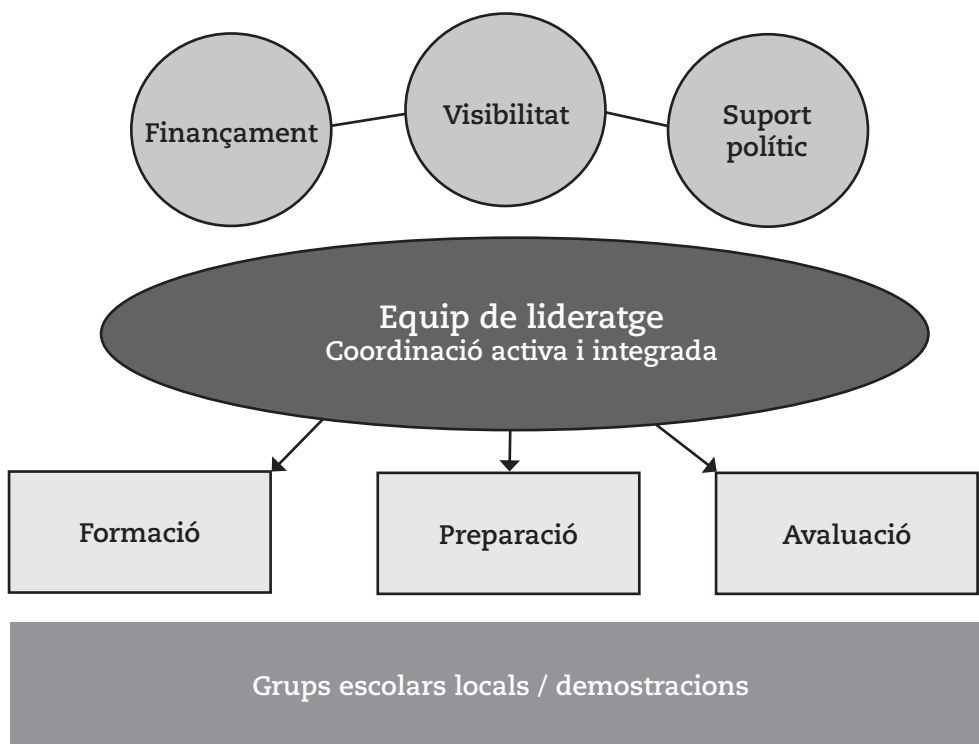 Finançament
Visibilitat
Suport
polític
Equip de lideratge
Coordinació activa i integrada
Formació
Preparació
Avaluació
Grups escolars locals / demostracions